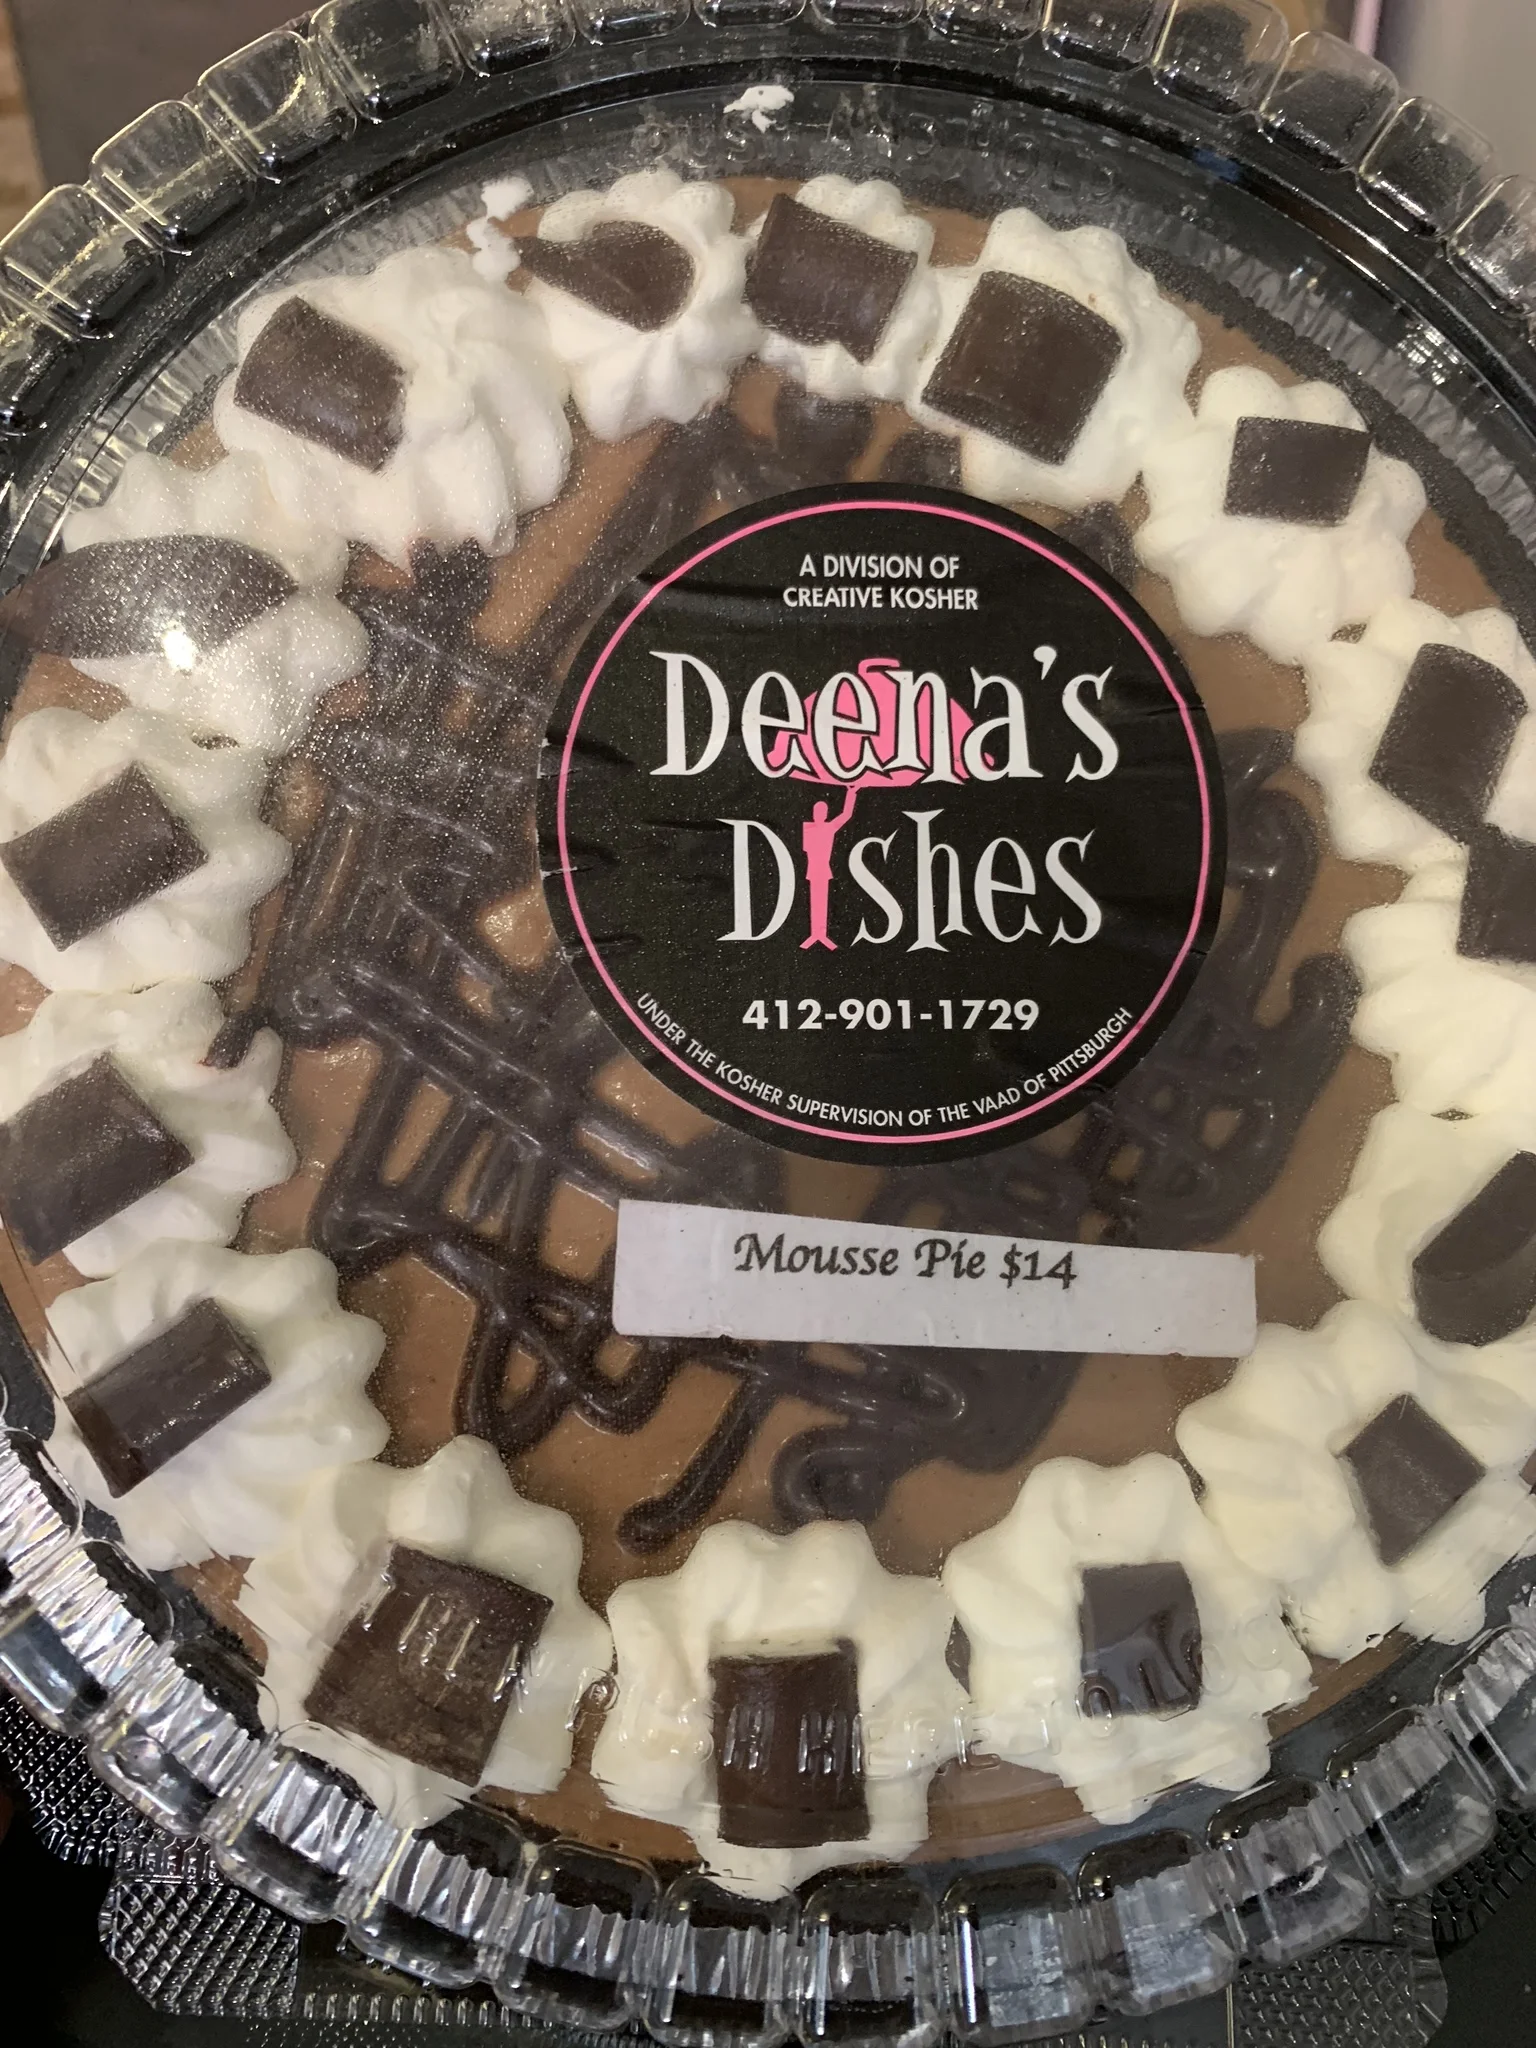 A DIVISION OF
CREATIVE KOSHER
Deena's
Dishes
412-901-1729
UNDER THE KOSHER SUPERVISION OF THE VAAD OF PITTSBURGH
Mousse Pie $14